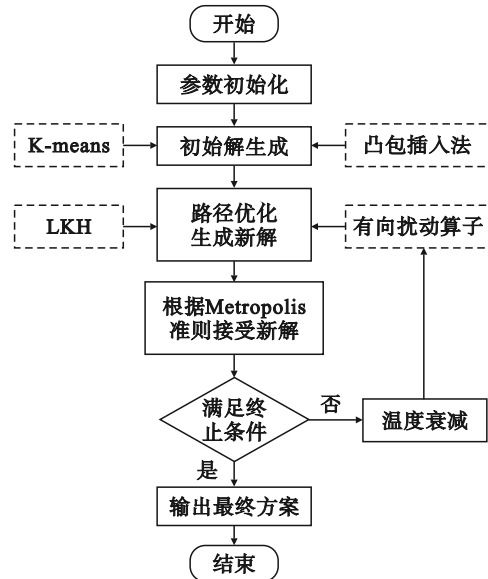 开始
参数初始化
K-means
初始解生成
凸包插入法
LKH
路径优化
生成新解
有向扰动算子
根据Metropolis
准则接受新解
满足终
止条件
否
温度衰减
是
输出最终方案
结束